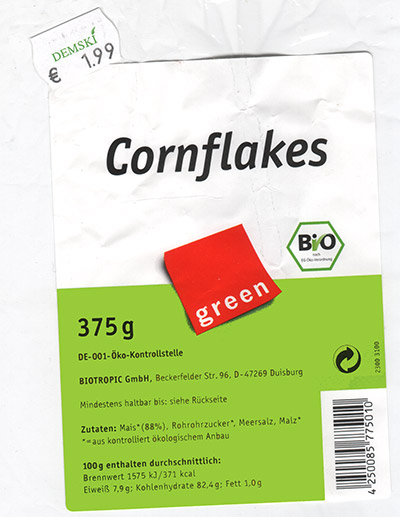 DEMSKI
€ 1.99
Cornflakes
Bio
nach
EG Öko-Verordnung
green
375 g
DE-001-Öko-Kontrollstelle
BIOTROPIC GmbH, Beckerfelder Str. 96, D-47269 Duisburg
Mindestens haltbar bis: siehe Rückseite
Zutaten: Mais*(88%), Rohrohrzucker*, Meersalz, Malz*
*=aus kontrolliert ökologischem Anbau
100g enthalten durchschnittlich:
Brennwert 1575 kJ/371 kcal
Eiweiß 7,9g; Kohlenhydrate 82,4g; Fett 1,0g
2300 3100
4 250085 775010